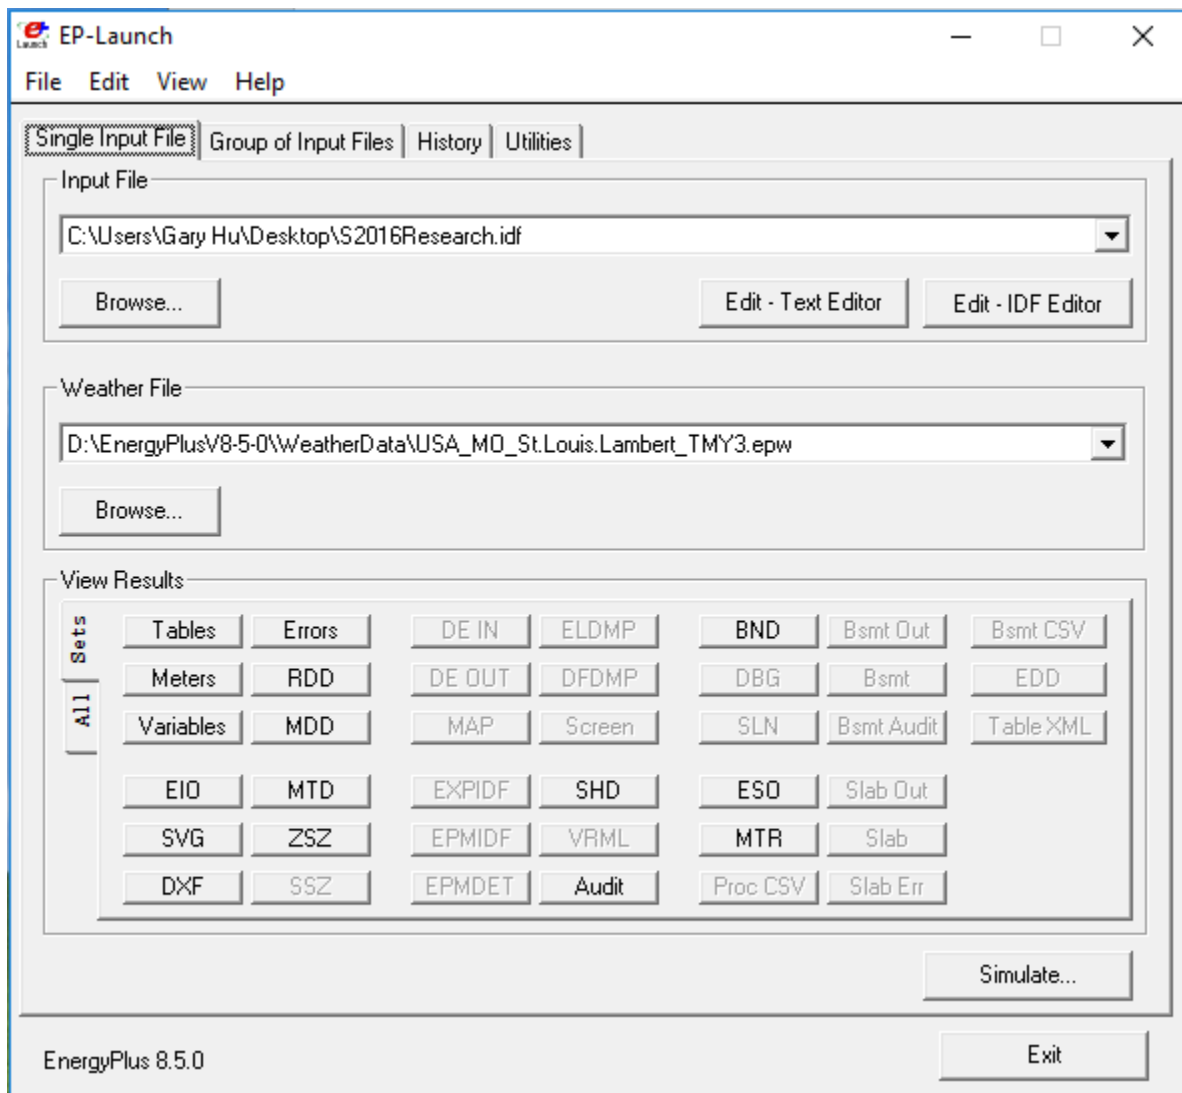 EP-Launch
File Edit View Help
Single Input File Group of Input Files History Utilities
Input File
C:\Users\Gary Hu\Desktop\S2016Research.idf
Browse... Edit - Text Editor Edit - IDF Editor
Weather File
D:\EnergyPlusV8-5-0\WeatherData\USA_MO_St.Louis.Lambert_TMY3.epw
Browse...
View Results
Sets
All
Tables Errors DE IN ELDMP BND Bsmt Out Bsmt CSV
Meters RDD DE OUT DFDMP DBG Bsmt EDD
Variables MDD MAP Screen SLN Bsmt Audit Table XML
EIO MTD EXPIDF SHD ESO Slab Out
SVG ZSZ EPMIDF VRML MTR Slab
DXF SSZ EPMDET Audit Proc CSV Slab Err
Simulate...
EnergyPlus 8.5.0 Exit